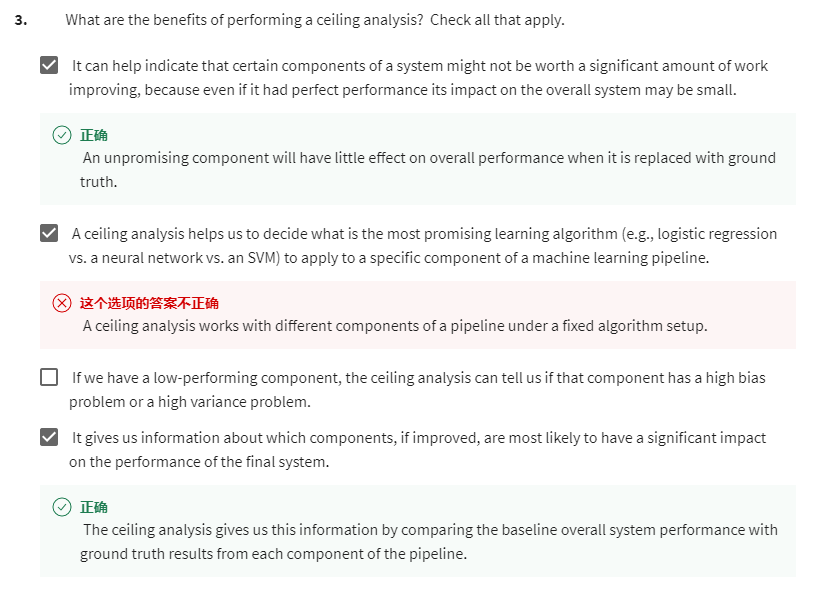 3. What are the benefits of performing a ceiling analysis? Check all that apply.
It can help indicate that certain components of a system might not be worth a significant amount of work
improving, because even if it had perfect performance its impact on the overall system may be small.
正确
An unpromising component will have little effect on overall performance when it is replaced with ground
truth.
A ceiling analysis helps us to decide what is the most promising learning algorithm (e.g., logistic regression
vs. a neural network vs. an SVM) to apply to a specific component of a machine learning pipeline.
这个选项的答案不正确
A ceiling analysis works with different components of a pipeline under a fixed algorithm setup.
If we have a low-performing component, the ceiling analysis can tell us if that component has a high bias
problem or a high variance problem.
It gives us information about which components, if improved, are most likely to have a significant impact
on the performance of the final system.
正确
The ceiling analysis gives us this information by comparing the baseline overall system performance with
ground truth results from each component of the pipeline.